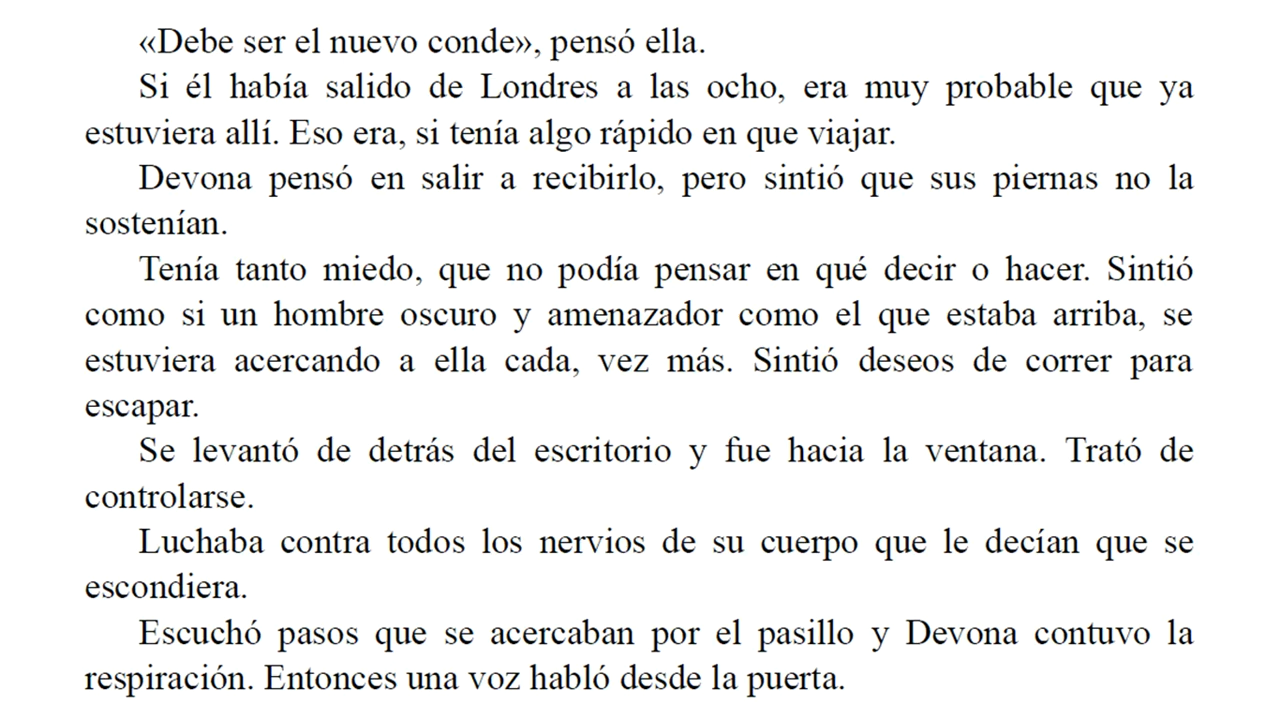 «Debe ser el nuevo conde», pensó ella.
Si él había salido de Londres a las ocho, era muy probable que ya
estuviera allí. Eso era, si tenía algo rápido en que viajar.
Devona pensó en salir a recibirlo, pero sintió que sus piernas no la
sostenían.
Tenía tanto miedo, que no podía pensar en qué decir o hacer. Sintió
como si un hombre oscuro y amenazador como el que estaba arriba, se
estuviera acercando a ella cada, vez más. Sintió deseos de correr para
escapar.
Se levantó de detrás del escritorio y fue hacia la ventana. Trató de
controlarse.
Luchaba contra todos los nervios de su cuerpo que le decían que se
escondiera.
Escuchó pasos que se acercaban por el pasillo y Devona contuvo la
respiración. Entonces una voz habló desde la puerta.